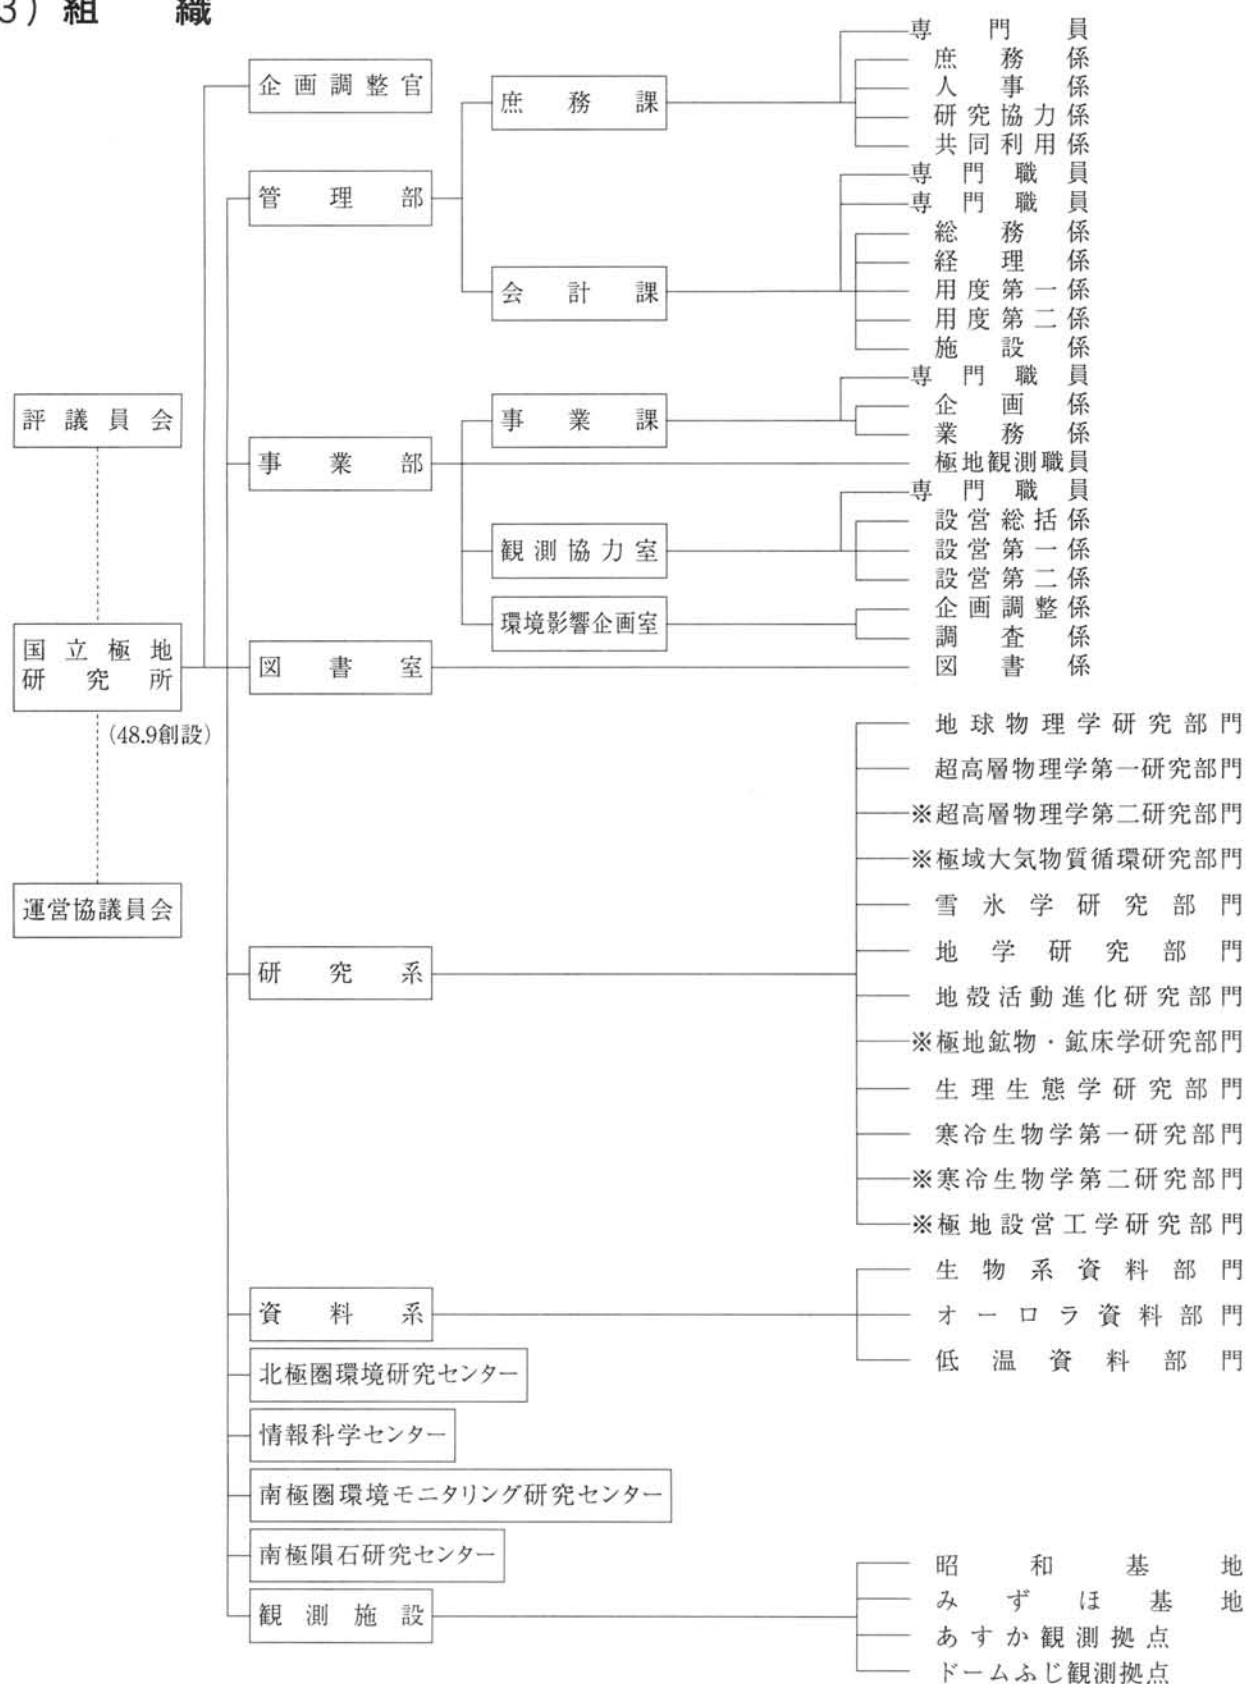 3) 組織
専門員
庶務係
人事係
研究協力係
共同利用係
専門職員
専門職員
総務係
経理係
用度第一係
用度第二係
施設係
専門職員
企画係
業務係
極地観測職員
専門職員
設営総括係
設営第一係
設営第二係
企画調整係
調査係
図書係
庶務課
会計課
事業課
観測協力室
環境影響企画室
企画調整官
管理部
事業部
図書室
評議員会
国立極地
研究所
(48.9創設)
運営協議員会
研究系
地球物理学研究部門
超高層物理学第一研究部門
※超高層物理学第二研究部門
※極域大気物質循環研究部門
雪氷学研究部門
地学研究部門
地殻活動進化研究部門
※極地鉱物・鉱床学研究部門
生理生態学研究部門
寒冷生物学第一研究部門
※寒冷生物学第二研究部門
※極地設営工学研究部門
資料系
生物系資料部門
オーロラ資料部門
低温資料部門
北極圏環境研究センター
情報科学センター
南極圏環境モニタリング研究センター
南極隕石研究センター
観測施設
昭和基地
みずほ基地
あすか観測拠点
ドームふじ観測拠点